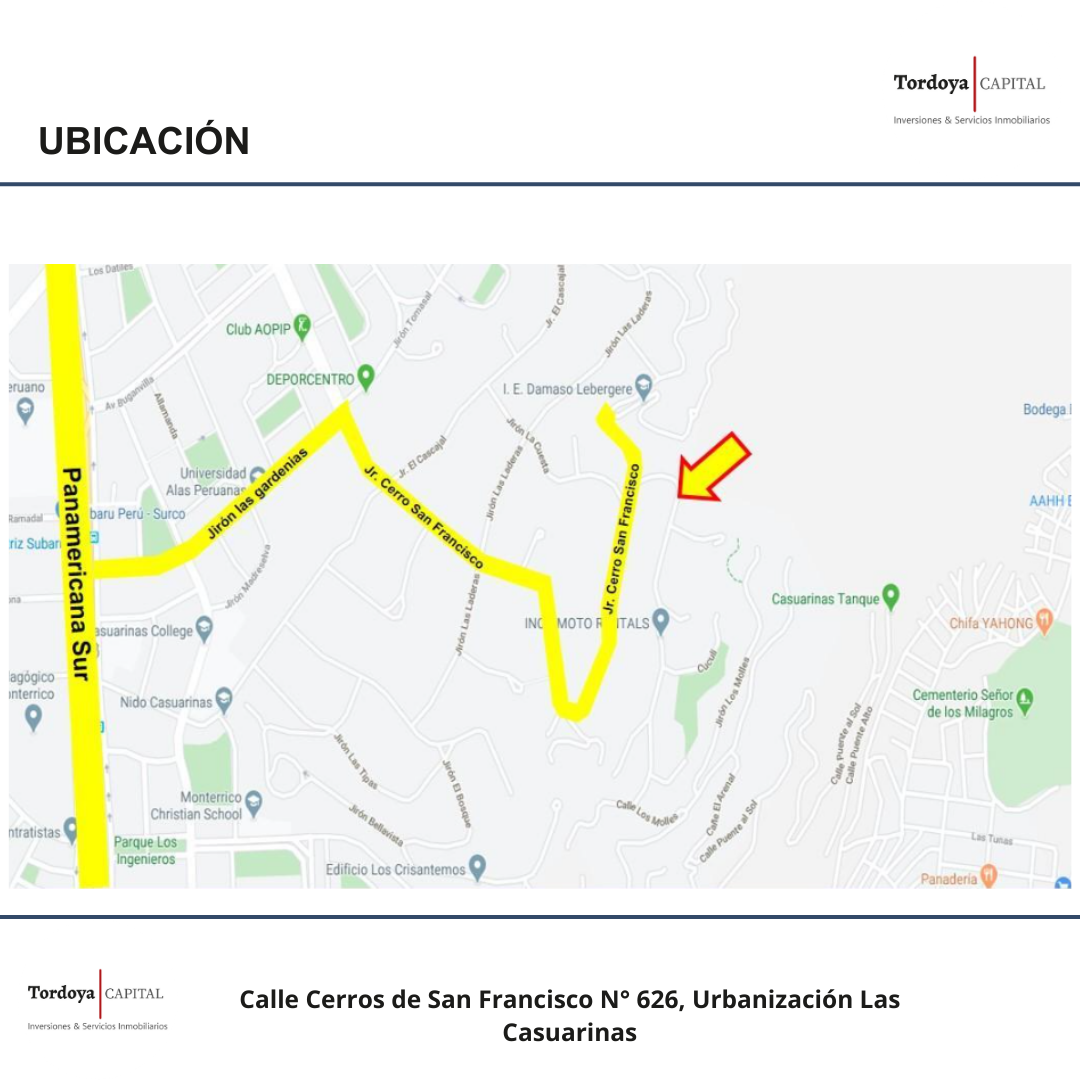 Tordoya CAPITAL
Inversiones & Servicios Inmobiliarios
UBICACIÓN
Los Datiles
Club AOPIP
Jirón Tomasal
Jr. El Cascajal
Jirón Las Laderas
DEPORCENTRO
I. E. Damaso Lebergere
eruano
Av Buganvilla
Allamanda
Bodega
Jirón La Cuesta
Jr. El Cascajal
Jirón Las Laderas
Universidad
Alas Peruanas
Jirón las gardenias
Jr. Cerro San Francisco
Jr. Cerro San Francisco
Panamericana Sur
AAHH
Ramadal
baru Perú - Surco
riz Subar
Jirón Madreselva
Jirón Las Laderas
ona
asuarinas College
Casuarinas Tanque
Chifa YAHONG
MOTO RENTALS
Cuculi
Jirón Los Molles
agógico
nterrico
Nido Casuarinas
Cementerio Señor
de los Milagros
Calle Puente al Sol
Calle Puente Alto
Jirón Las Tipas
Jirón El Bosque
Monterrico
Christian School
Jirón Bellavista
Calle Los Molles
Calle El Arenal
Calle Puente al Sol
ntratistas
Parque Los
Ingenieros
Edificio Los Crisantemos
Las Tunas
Panadería
Tordoya CAPITAL
Inversiones & Servicios Inmobiliarios
Calle Cerros de San Francisco N° 626, Urbanización Las
Casuarinas